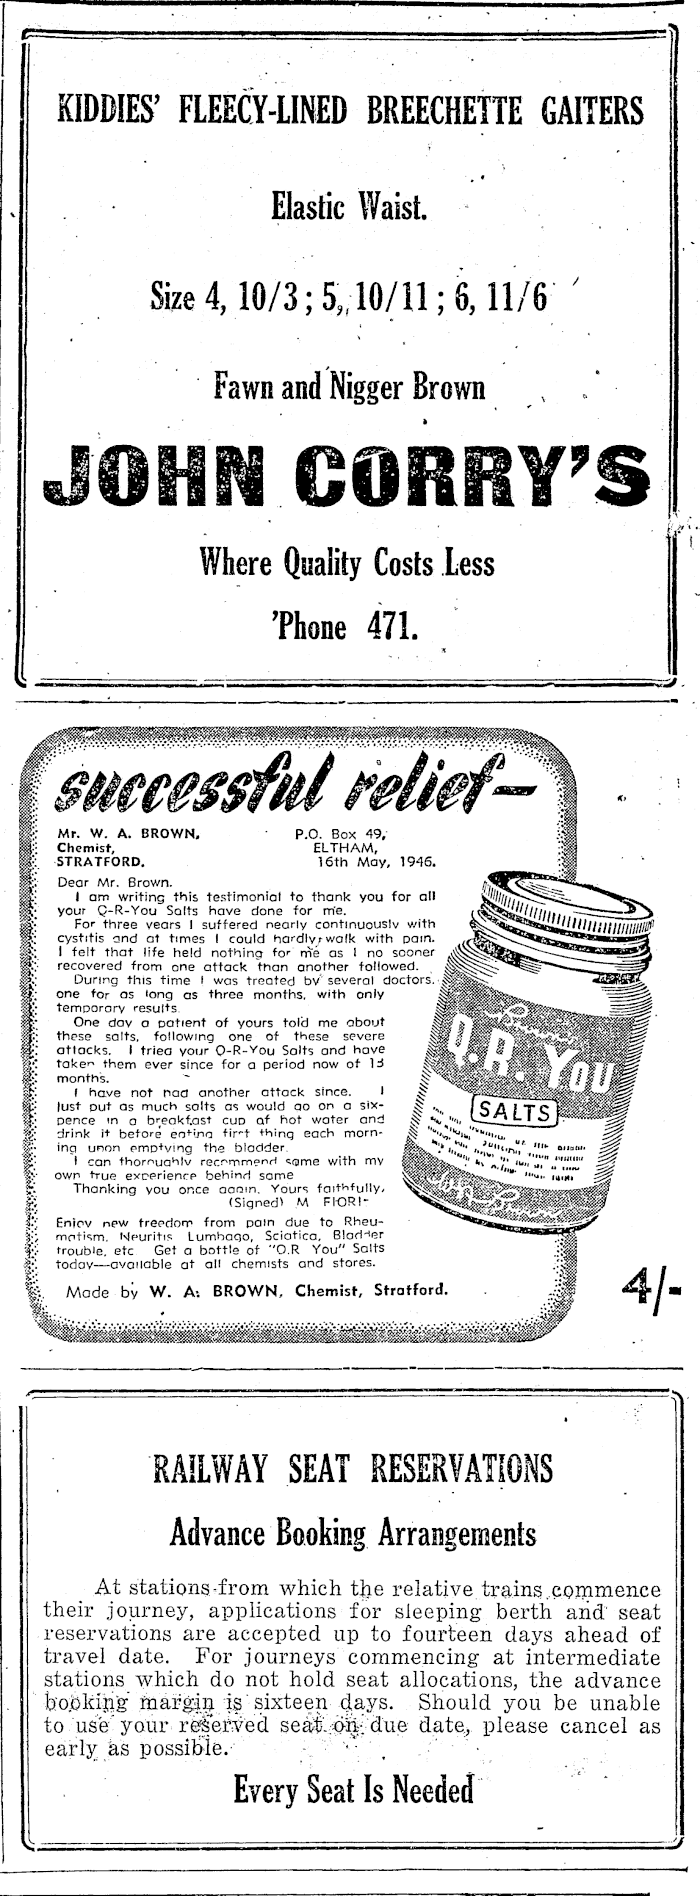 KIDDIES' FLEECY-LINED BREECHETTE GAITERS
Elastic Waist.
Size 4, 10/3; 5, 10/11; 6, 11/6
Fawn and Nigger Brown
JOHN CORRY'S
Where Quality Costs Less
'Phone 471.
successful relief—
Mr. W. A. BROWN,
Chemist,
STRATFORD.
P.O. Box 49,
ELTHAM,
16th May, 1946.
Dear Mr. Brown.
I am writing this testimonial to thank you for all
your Q-R-You Salts have done for me.
For three years I suffered nearly continuously with
cystitis and at times I could hardly walk with pain.
I felt that life held nothing for me as I no sooner
recovered from one attack than another followed.
During this time I was treated by several doctors.
one for as long as three months, with only
temporary results.
One day a patient of yours told me about
these salts, following one of these severe
attacks. I tried your Q-R-You Salts and have
taken them ever since for a period now of 13
months.
I have not had another attack since. I
just put as much salts as would go on a six-
pence in a breakfast cup of hot water and
drink it before eating first thing each morn-
ing upon emptying the bladder.
I can thoroughly recommend same with my
own true experience behind same
Thanking you once again. Yours faithfully,
(Signed) M FIORI-
Enjoy new freedom from pain due to Rheu-
matism, Neuritis Lumbago, Sciatica, Bladder
trouble, etc Get a bottle of "Q.R You" Salts
today—available at all chemists and stores.
Made by W. A. BROWN, Chemist, Stratford.
Brown's
Q.R. YOU
SALTS
4/-
RAILWAY SEAT RESERVATIONS
Advance Booking Arrangements
At stations from which the relative trains commence
their journey, applications for sleeping berth and seat
reservations are accepted up to fourteen days ahead of
travel date. For journeys commencing at intermediate
stations which do not hold seat allocations, the advance
booking margin is sixteen days. Should you be unable
to use your reserved seat on due date, please cancel as
early as possible.
Every Seat Is Needed